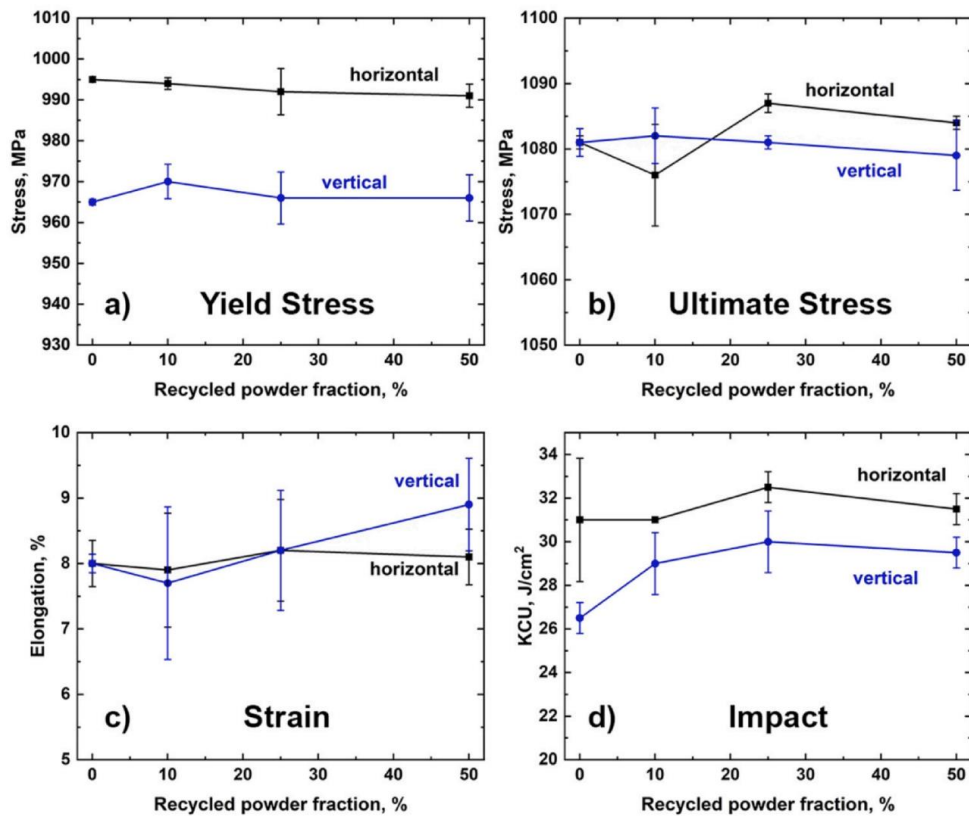 1010
1000
990
980
970
960
950
940
930
Stress, MPa
horizontal
vertical
a) Yield Stress
0 10 20 30 40 50
Recycled powder fraction, %
1100
1090
1080
1070
1060
1050
Stress, MPa
horizontal
vertical
b) Ultimate Stress
0 10 20 30 40 50
Recycled powder fraction, %
10
9
8
7
6
5
Elongation, %
vertical
horizontal
c) Strain
0 10 20 30 40 50
Recycled powder fraction, %
34
32
30
28
26
24
22
20
KCU, J/cm²
horizontal
vertical
d) Impact
0 10 20 30 40 50
Recycled powder fraction, %